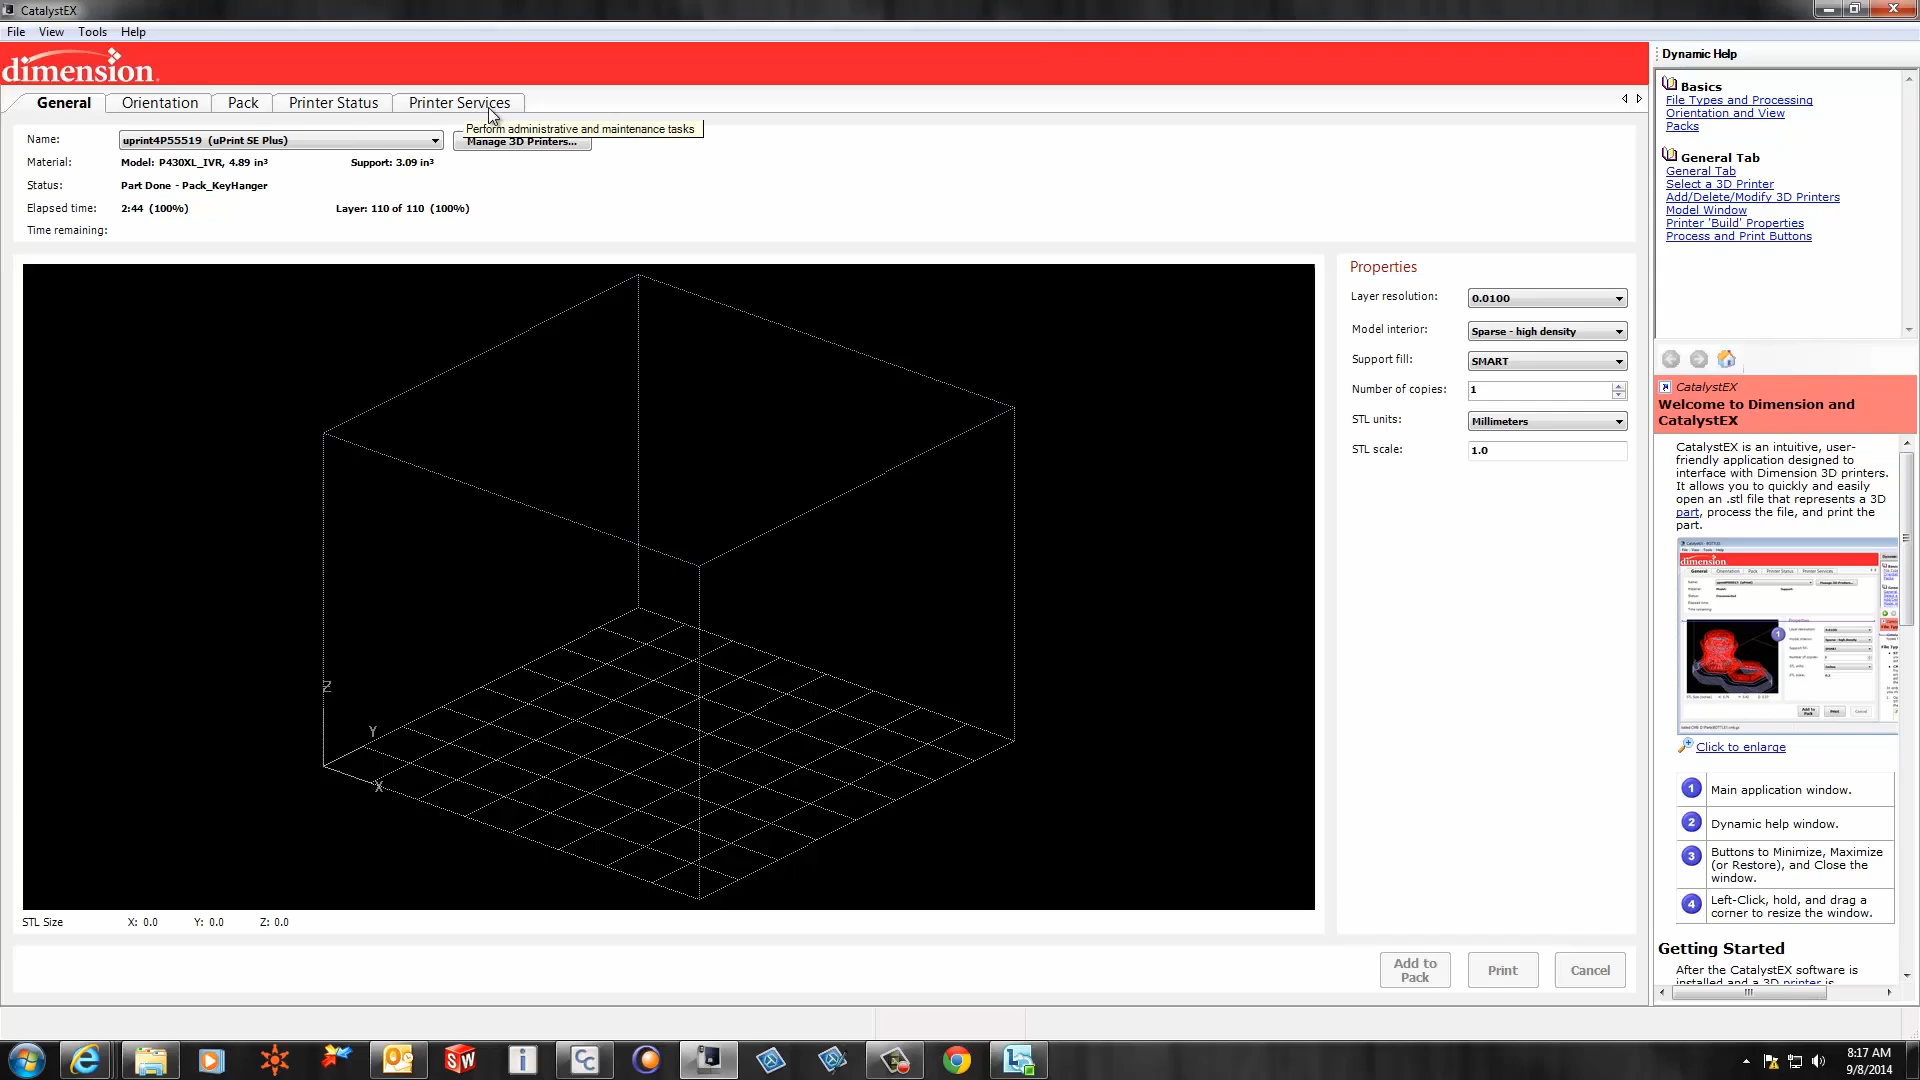 CatalystEX
File View Tools Help
dimension
General Orientation Pack Printer Status Printer Services
Perform administrative and maintenance tasks
Name: uprint4P55519 (uPrint SE Plus) Manage 3D Printers...
Material: Model: P430XL_IVR, 4.89 in³ Support: 3.09 in³
Status: Part Done - Pack_KeyHanger
Elapsed time: 2:44 (100%) Layer: 110 of 110 (100%)
Time remaining:
Z
Y
X
STL Size X: 0.0 Y: 0.0 Z: 0.0
Properties
Layer resolution: 0.0100
Model interior: Sparse - high density
Support fill: SMART
Number of copies: 1
STL units: Millimeters
STL scale: 1.0
Add to
Pack
Print
Cancel
Dynamic Help
Basics
File Types and Processing
Orientation and View
Packs
General Tab
General Tab
Select a 3D Printer
Add/Delete/Modify 3D Printers
Model Window
Printer 'Build' Properties
Process and Print Buttons
CatalystEX
Welcome to Dimension and
CatalystEX
CatalystEX is an intuitive, user-
friendly application designed to
interface with Dimension 3D printers.
It allows you to quickly and easily
open an .stl file that represents a 3D
part, process the file, and print the
part.
dimension
Click to enlarge
1 Main application window.
2 Dynamic help window.
3 Buttons to Minimize, Maximize
(or Restore), and Close the
window.
4 Left-Click, hold, and drag a
corner to resize the window.
Getting Started
After the CatalystEX software is
installed and a 3D printer is
SW
CC
8:17 AM
9/8/2014